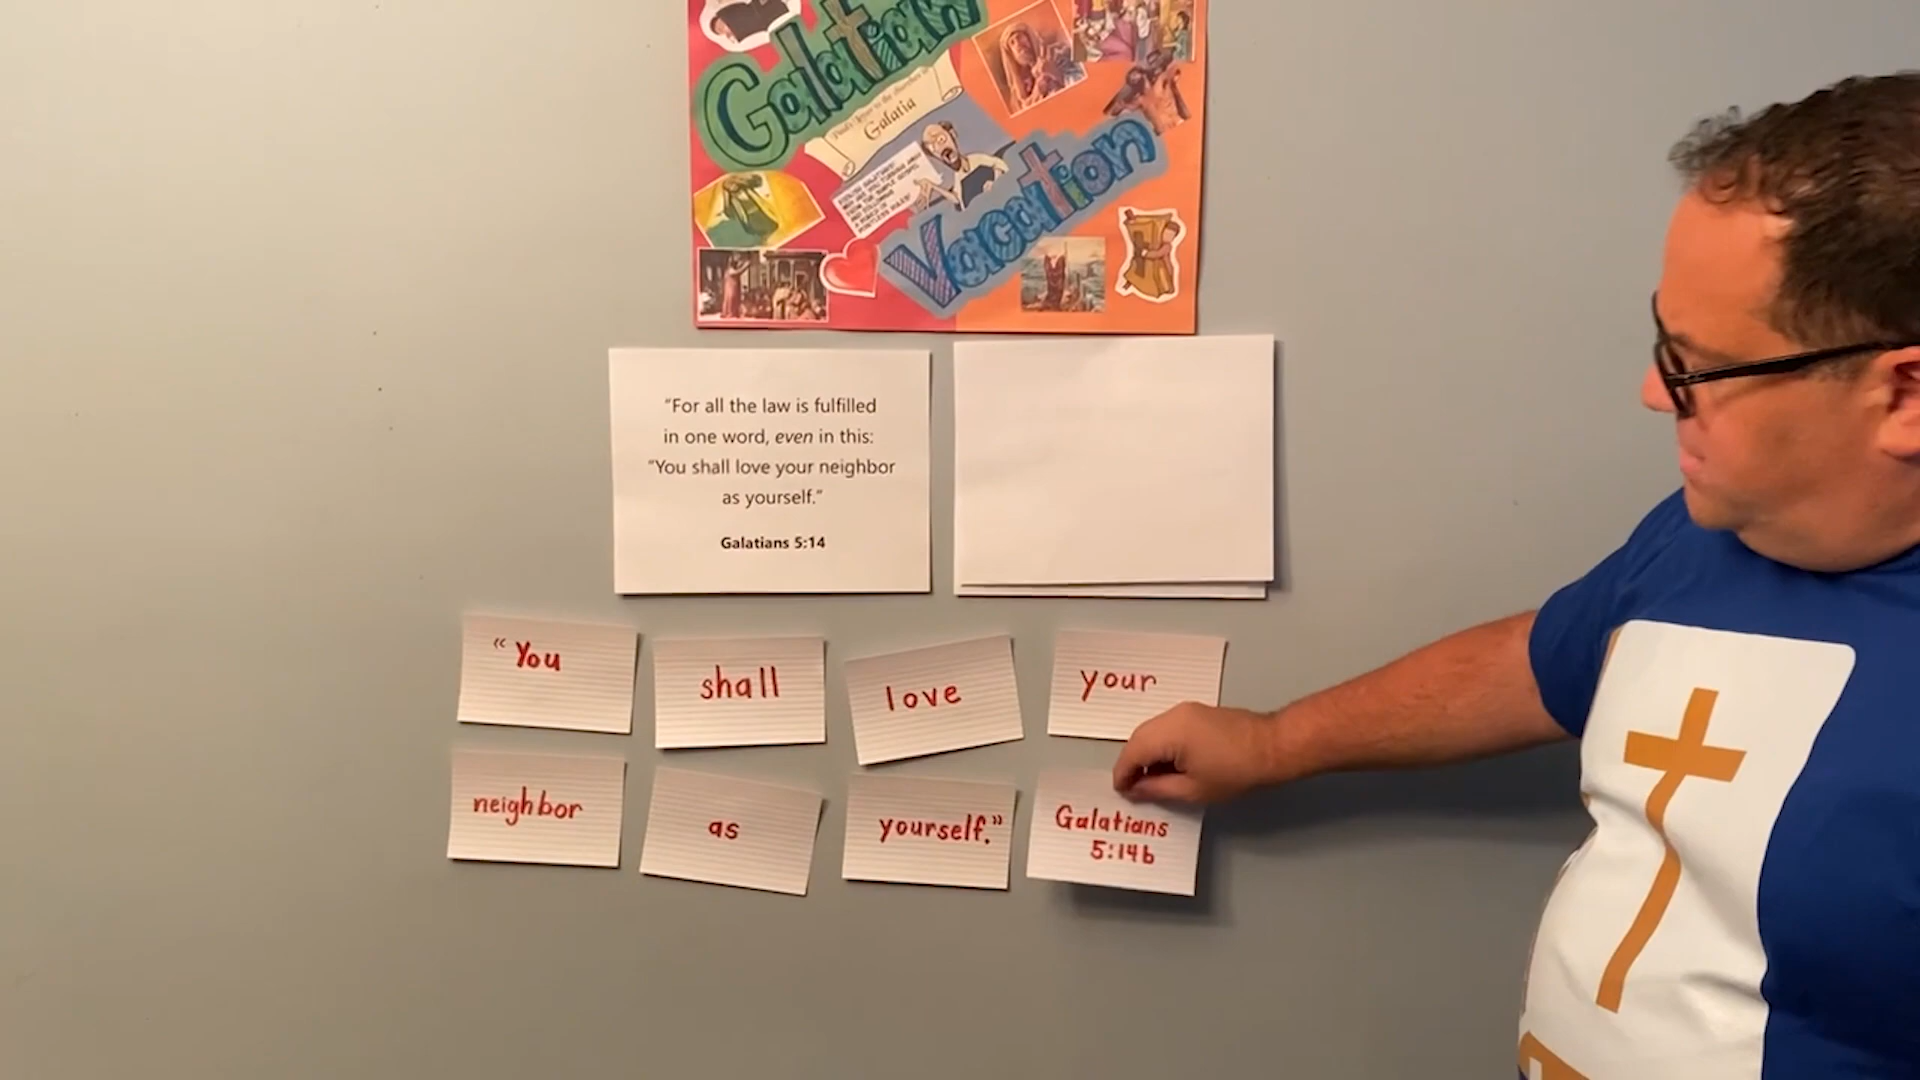 Galatian
Paul's letter to the churches in
Galatia
Vacation
"For all the law is fulfilled
in one word, even in this:
"You shall love your neighbor
as yourself."
Galatians 5:14
"You
shall
love
your
neighbor
as
yourself."
Galatians
5:14b